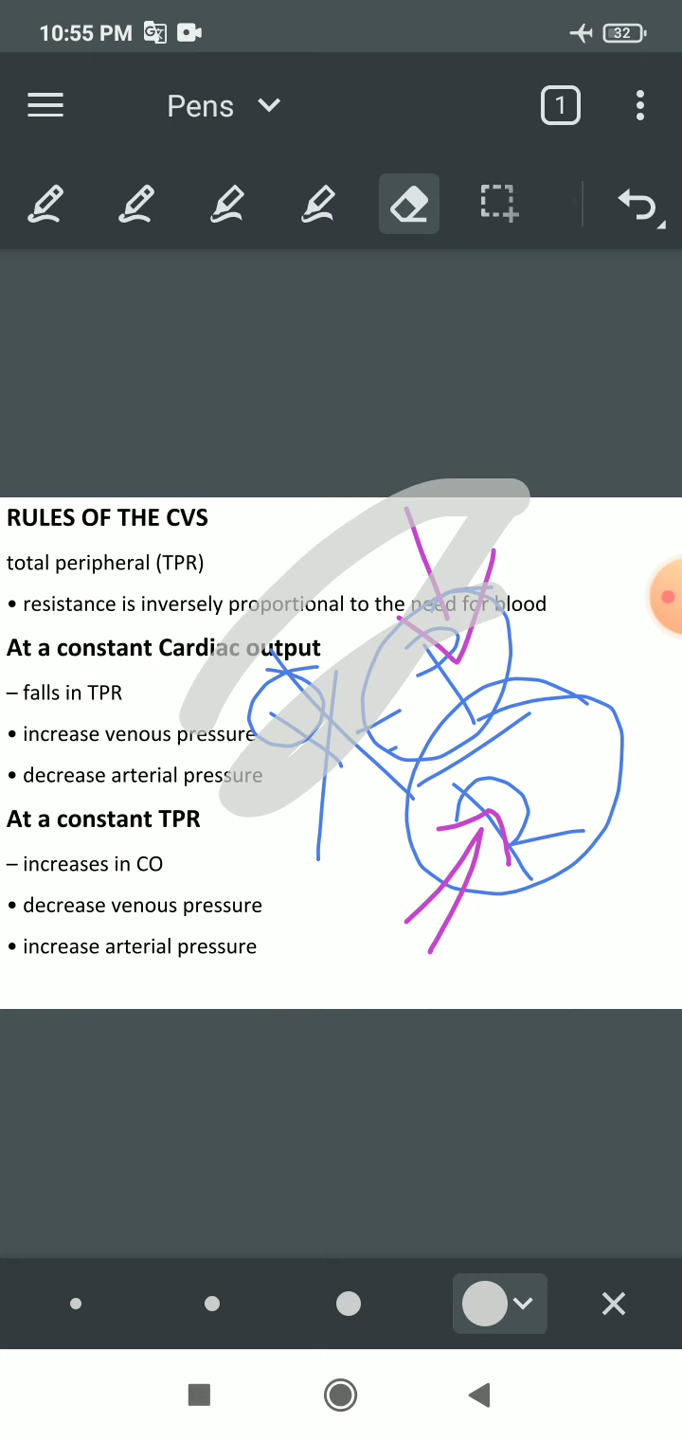 10:55 PM
32
Pens
1
RULES OF THE CVS
total peripheral (TPR)
• resistance is inversely proportional to the need for blood
At a constant Cardiac output
– falls in TPR
• increase venous pressure
• decrease arterial pressure
At a constant TPR
– increases in CO
• decrease venous pressure
• increase arterial pressure